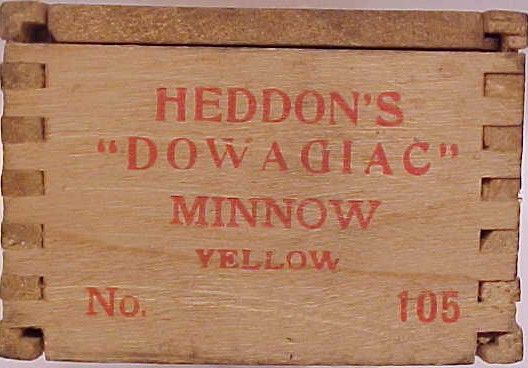 HEDDON'S
"DOWAGIAC"
MINNOW
YELLOW
No. 105